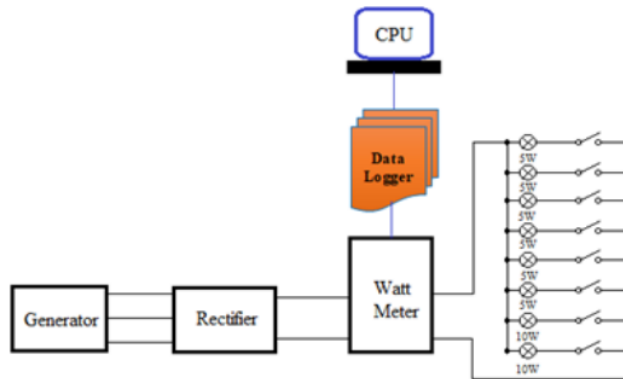 CPU
Data
Logger
Generator
Rectifier
Watt
Meter
5W
5W
5W
5W
5W
5W
10W
10W